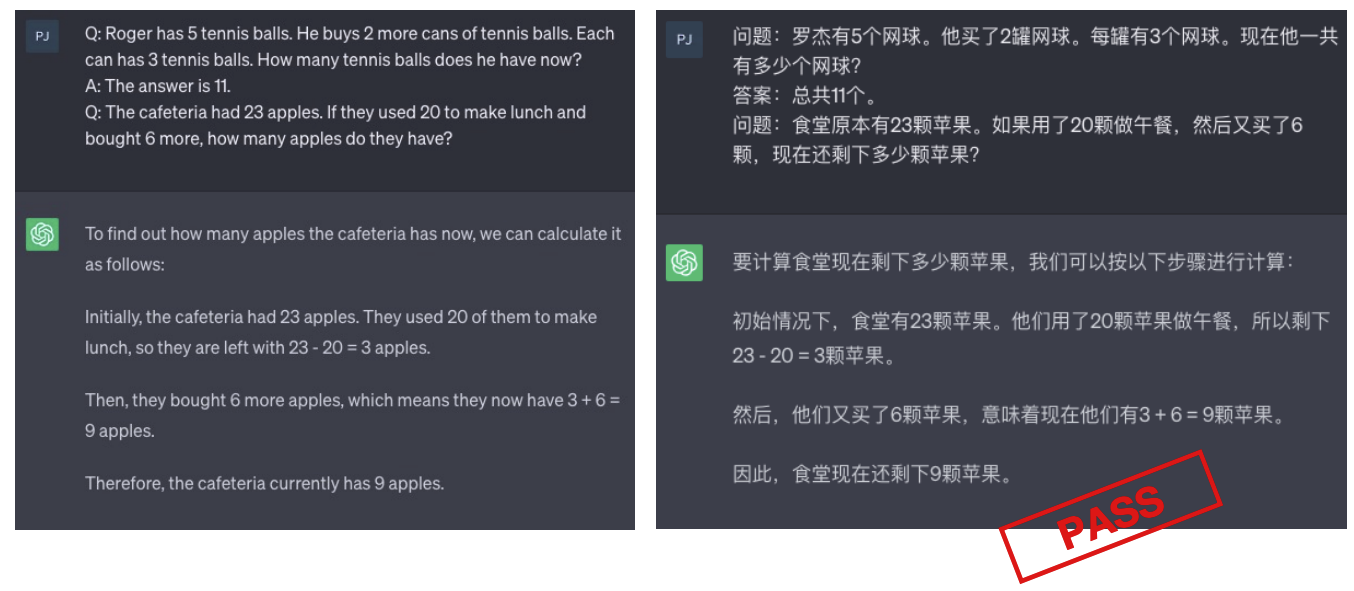 PJ
Q: Roger has 5 tennis balls. He buys 2 more cans of tennis balls. Each
can has 3 tennis balls. How many tennis balls does he have now?
A: The answer is 11.
Q: The cafeteria had 23 apples. If they used 20 to make lunch and
bought 6 more, how many apples do they have?
To find out how many apples the cafeteria has now, we can calculate it
as follows:
Initially, the cafeteria had 23 apples. They used 20 of them to make
lunch, so they are left with 23 - 20 = 3 apples.
Then, they bought 6 more apples, which means they now have 3 + 6 =
9 apples.
Therefore, the cafeteria currently has 9 apples.
PJ
问题：罗杰有5个网球。他买了2罐网球。每罐有3个网球。现在他一共
有多少个网球？
答案：总共11个。
问题：食堂原本有23颗苹果。如果用了20颗做午餐，然后又买了6
颗，现在还剩下多少颗苹果？
要计算食堂现在剩下多少颗苹果，我们可以按以下步骤进行计算：
初始情况下，食堂有23颗苹果。他们用了20颗苹果做午餐，所以剩下
23 - 20 = 3颗苹果。
然后，他们又买了6颗苹果，意味着现在他们有3 + 6 = 9颗苹果。
因此，食堂现在还剩下9颗苹果。
PASS